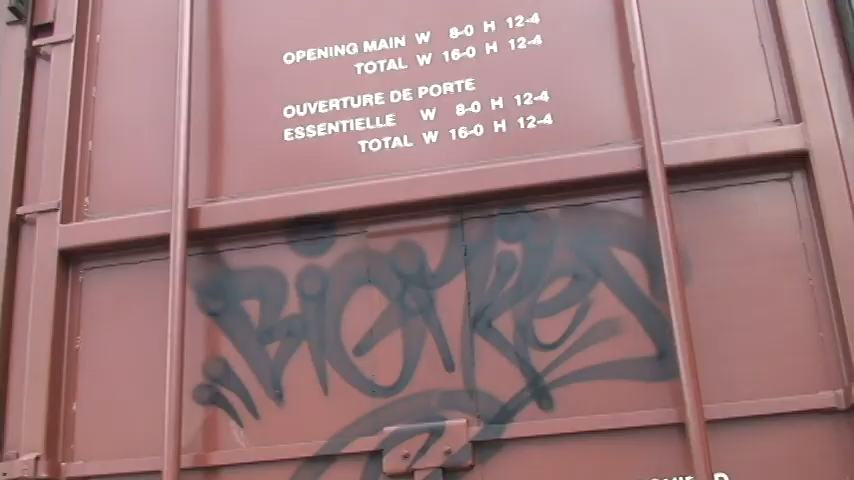 OPENING MAIN W 8-0 H 12-4
TOTAL W 16-0 H 12-4
OUVERTURE DE PORTE
ESSENTIELLE W 8-0 H 12-4
TOTAL W 16-0 H 12-4